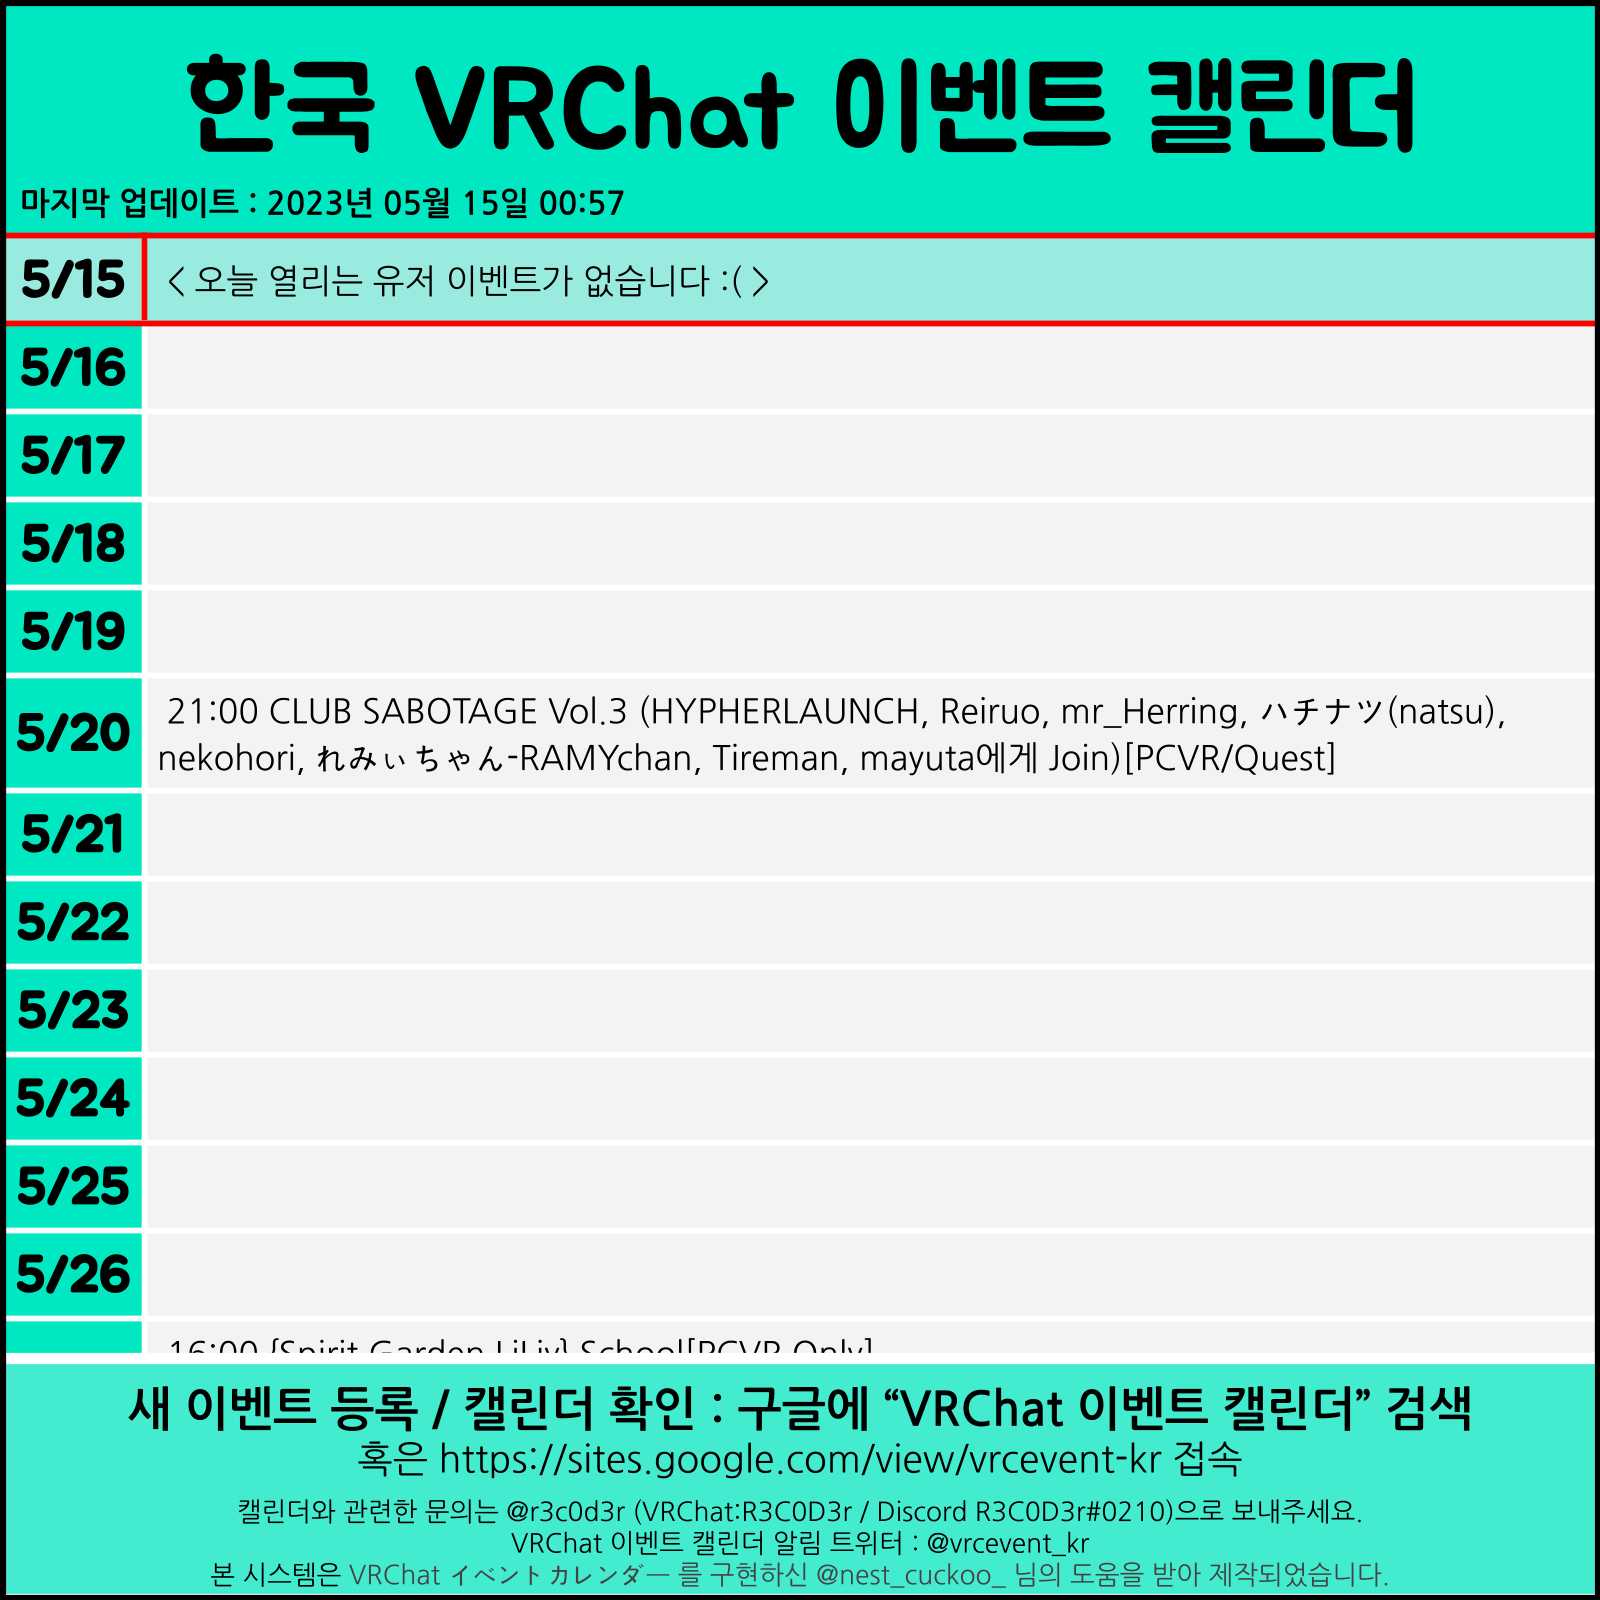 한국 VRChat 이벤트 캘린더
마지막 업데이트 : 2023년 05월 15일 00:57
5/15 < 오늘 열리는 유저 이벤트가 없습니다 :( >
5/16
5/17
5/18
5/19
5/20 21:00 CLUB SABOTAGE Vol.3 (HYPHERLAUNCH, Reiruo, mr_Herring, ハチナツ(natsu),
nekohori, れみぃちゃん-RAMYchan, Tireman, mayuta에게 Join)[PCVR/Quest]
5/21
5/22
5/23
5/24
5/25
5/26
16:00 {Spirit Garden LiLiv} School[PCVR Only]
새 이벤트 등록 / 캘린더 확인 : 구글에 “VRChat 이벤트 캘린더” 검색
혹은 https://sites.google.com/view/vrcevent-kr 접속
캘린더와 관련한 문의는 @r3c0d3r (VRChat:R3C0D3r / Discord R3C0D3r#0210)으로 보내주세요.
VRChat 이벤트 캘린더 알림 트위터 : @vrcevent_kr
본 시스템은 VRChat イベントカレンダー 를 구현하신 @nest_cuckoo_ 님의 도움을 받아 제작되었습니다.